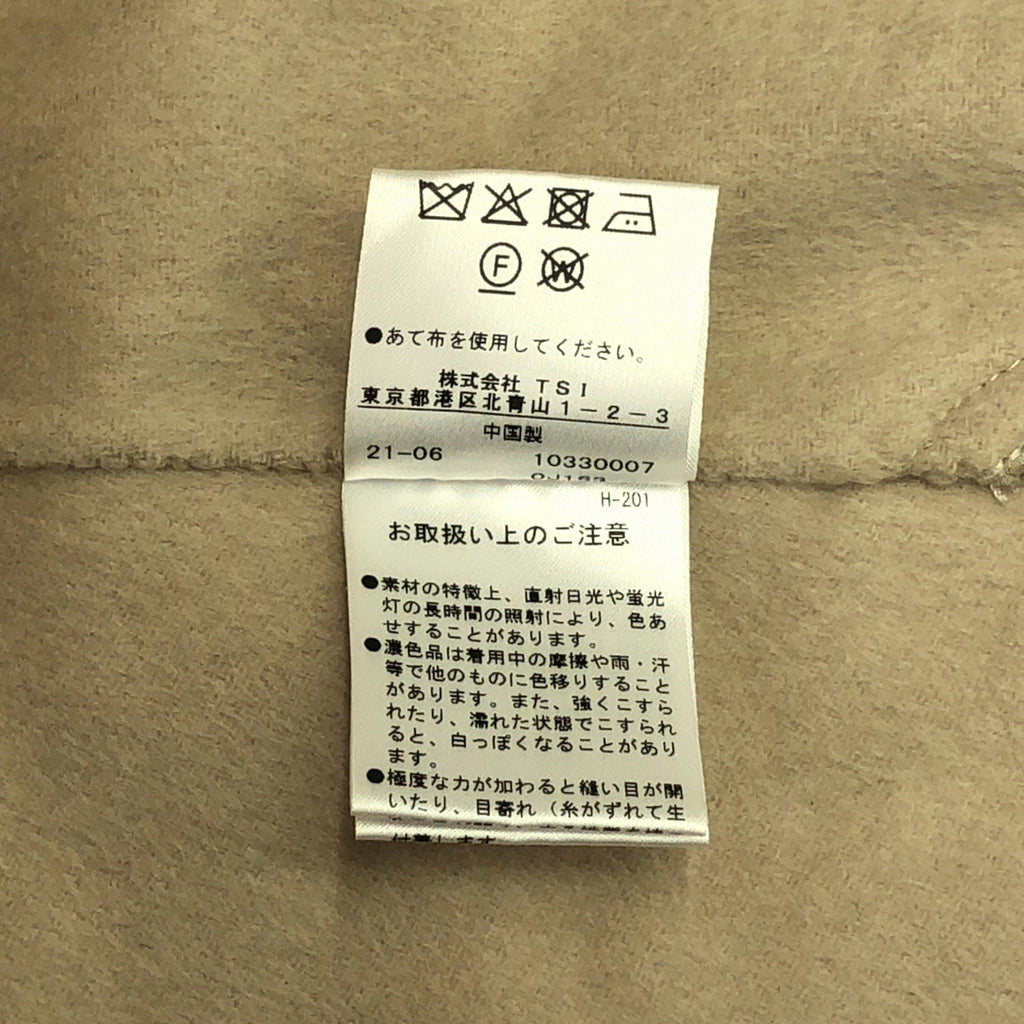 F
W
●あて布を使用してください。
株式会社 TSI
東京都港区北青山1-2-3
中国製
21-06 10330007
H-201
お取扱い上のご注意
●素材の特徴上、直射日光や蛍光
灯の長時間の照射により、色あ
せすることがあります。
●濃色品は着用中の摩擦や雨・汗
等で他のものに色移りすること
があります。また、強くこすら
れたり、濡れた状態でこすられ
ると、白っぽくなることがあり
ます。
●極度な力が加わると縫い目が開
いたり、目寄れ（糸がずれて生
付着します